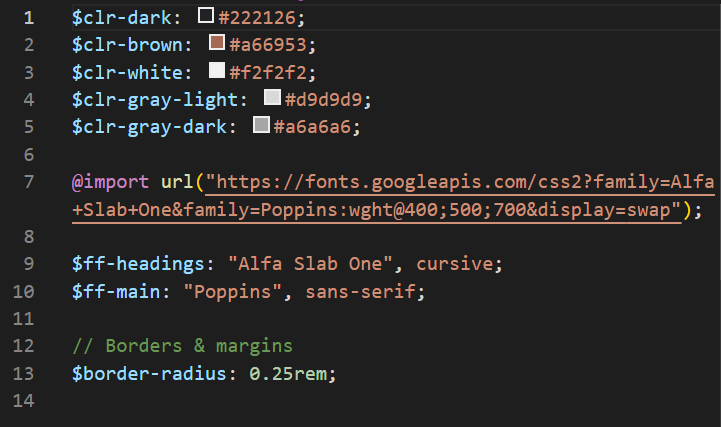 1 $clr-dark: #222126;
2 $clr-brown: #a66953;
3 $clr-white: #f2f2f2;
4 $clr-gray-light: #d9d9d9;
5 $clr-gray-dark: #a6a6a6;
6
7 @import url("https://fonts.googleapis.com/css2?family=Alfa
+Slab+One&family=Poppins:wght@400;500;700&display=swap");
8
9 $ff-headings: "Alfa Slab One", cursive;
10 $ff-main: "Poppins", sans-serif;
11
12 // Borders & margins
13 $border-radius: 0.25rem;
14